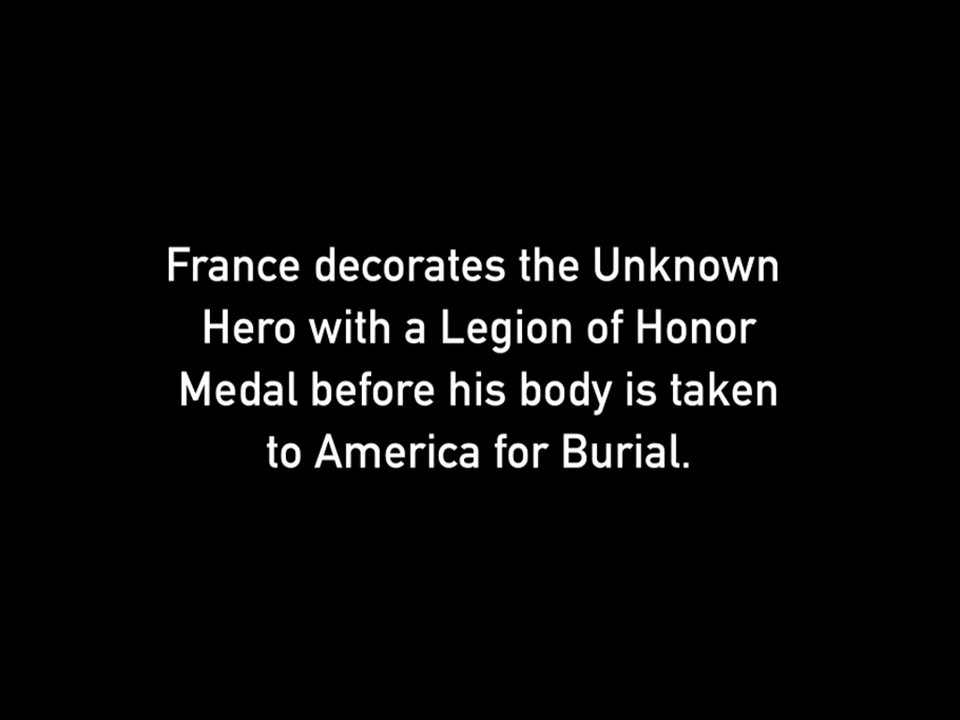 France decorates the Unknown
Hero with a Legion of Honor
Medal before his body is taken
to America for Burial.